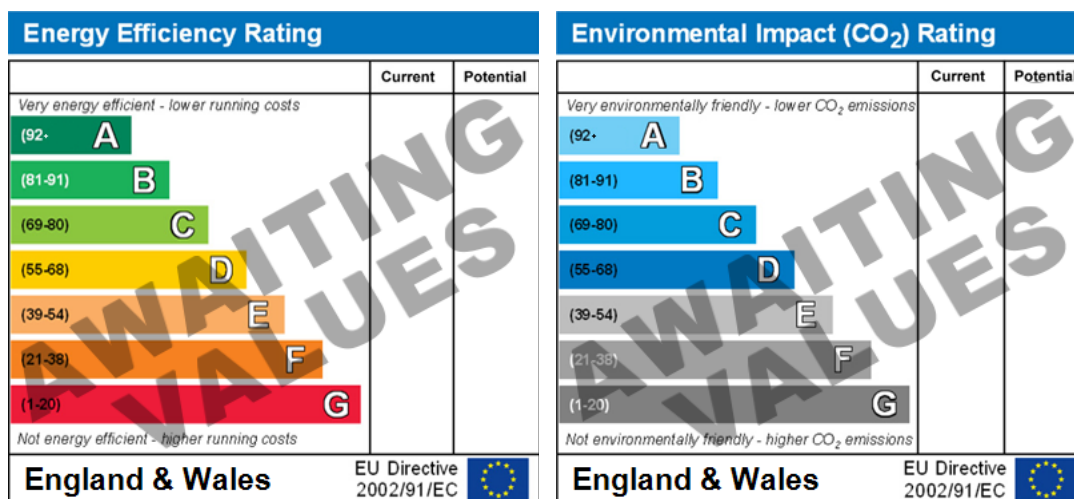 Energy Efficiency Rating
Current Potential
Very energy efficient - lower running costs
(92+ A
(81-91) B
(69-80) C
(55-68) D
(39-54) E
(21-38) F
(1-20) G
Not energy efficient - higher running costs
England & Wales
EU Directive
2002/91/EC
AWAITING
VALUES
Environmental Impact (CO₂) Rating
Current Potential
Very environmentally friendly - lower CO₂ emissions
(92+ A
(81-91) B
(69-80) C
(55-68) D
(39-54) E
(21-38) F
(1-20) G
Not environmentally friendly - higher CO₂ emissions
England & Wales
EU Directive
2002/91/EC
AWAITING
VALUES